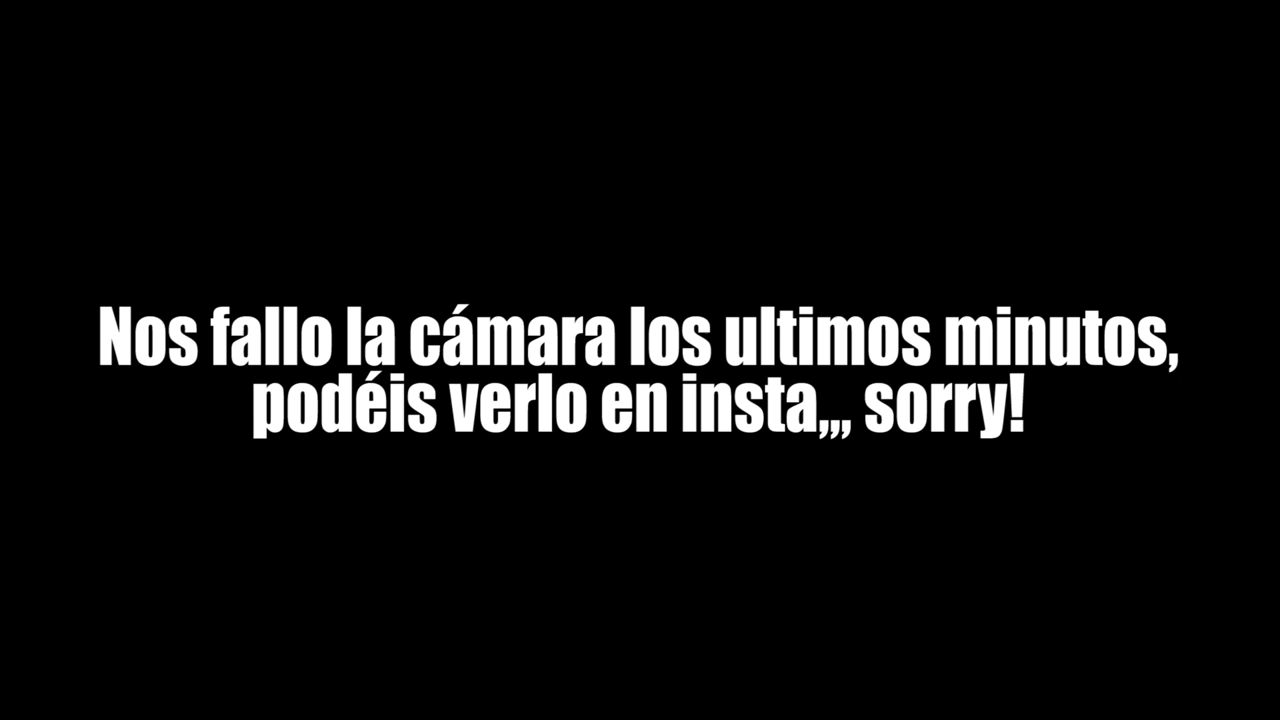 Nos fallo la cámara los ultimos minutos,
podéis verlo en insta,,, sorry!